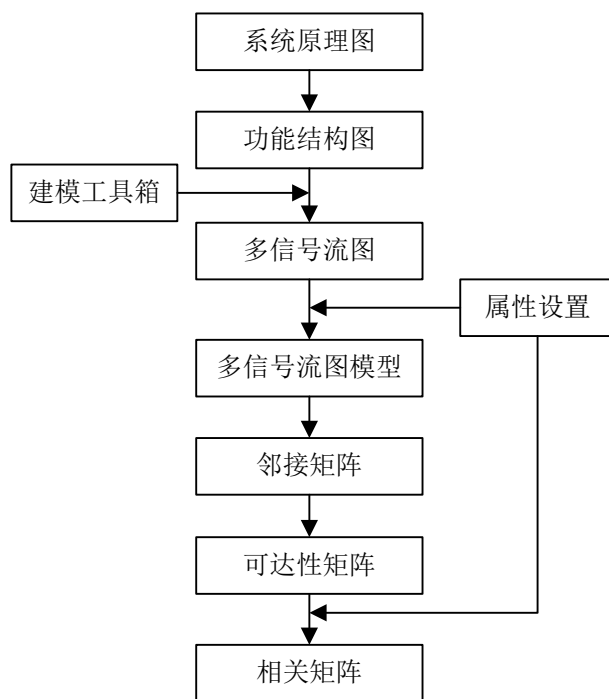 系统原理图
功能结构图
建模工具箱
多信号流图
属性设置
多信号流图模型
邻接矩阵
可达性矩阵
相关矩阵